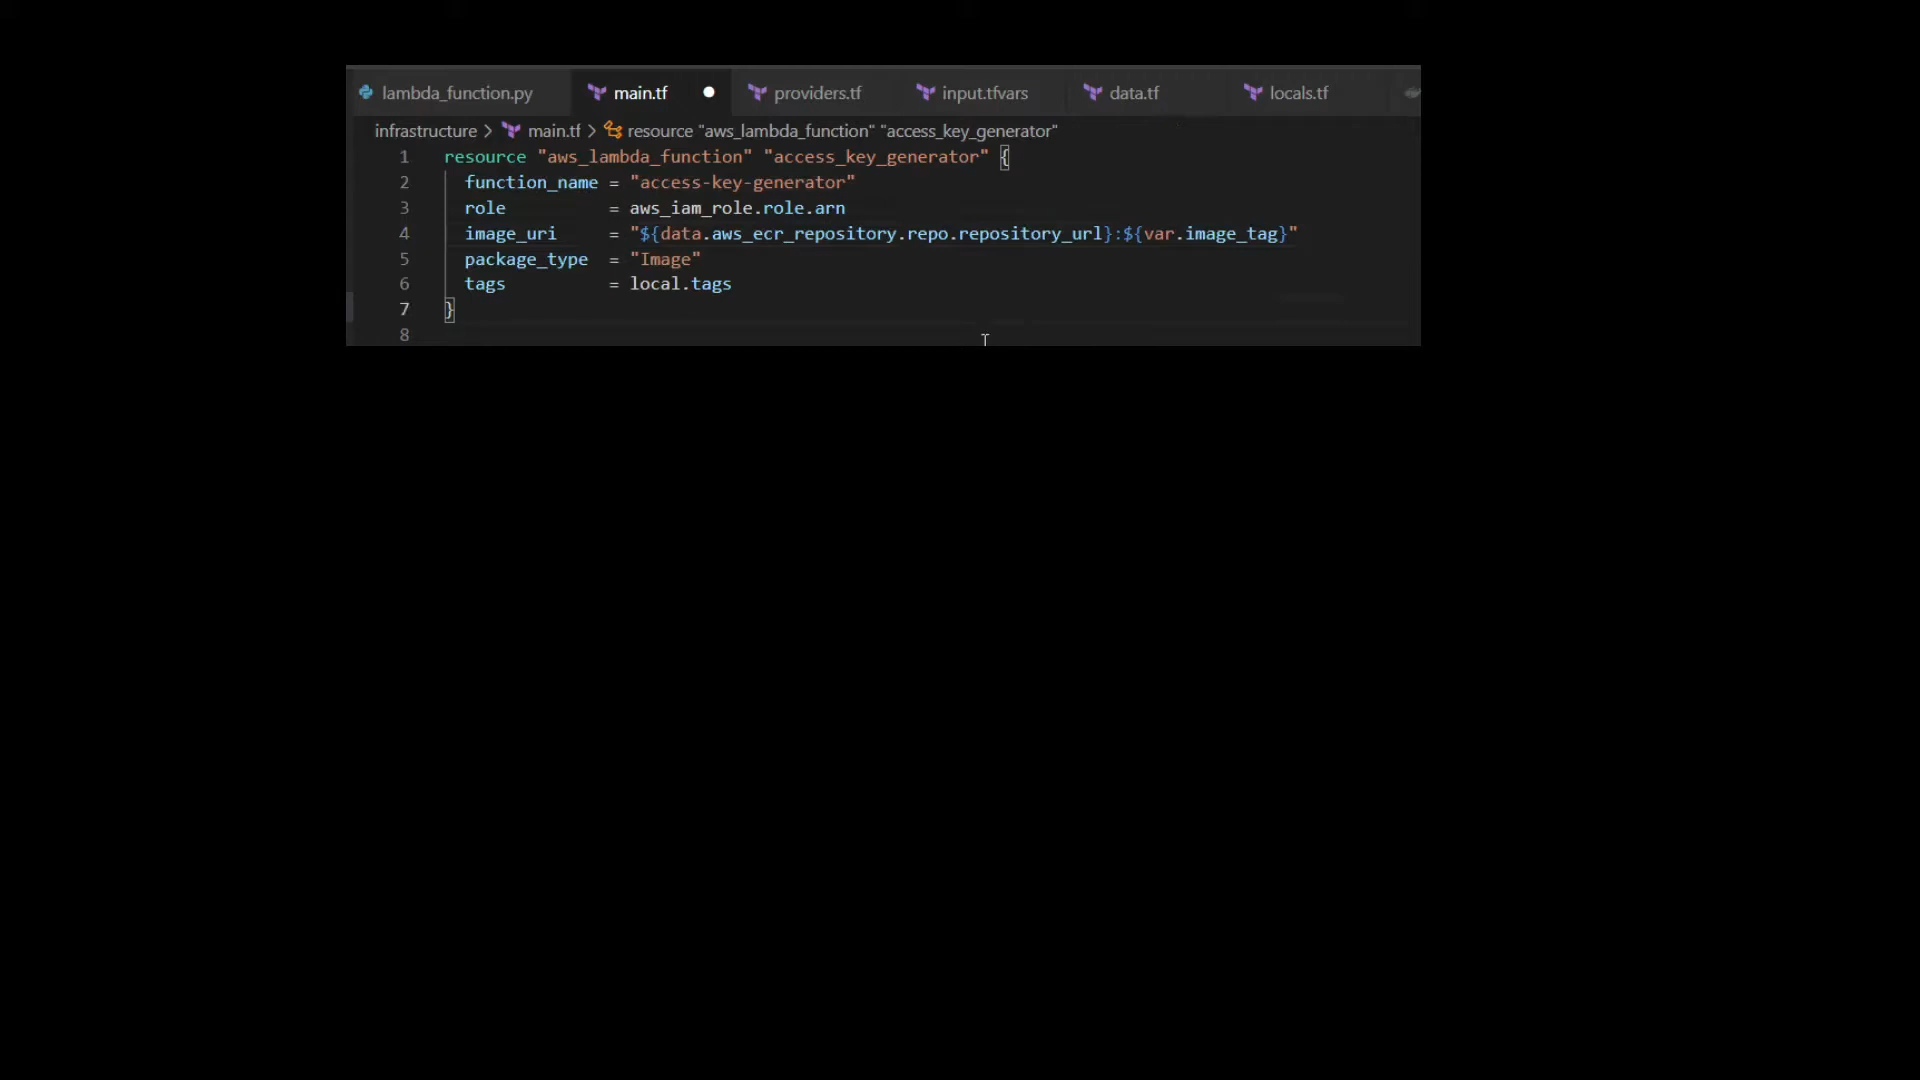 lambda_function.py main.tf providers.tf input.tfvars data.tf locals.tf
infrastructure > main.tf > resource "aws_lambda_function" "access_key_generator"
1 resource "aws_lambda_function" "access_key_generator" {
2 function_name = "access-key-generator"
3 role = aws_iam_role.role.arn
4 image_uri = "${data.aws_ecr_repository.repo.repository_url}:${var.image_tag}"
5 package_type = "Image"
6 tags = local.tags
7 }
8